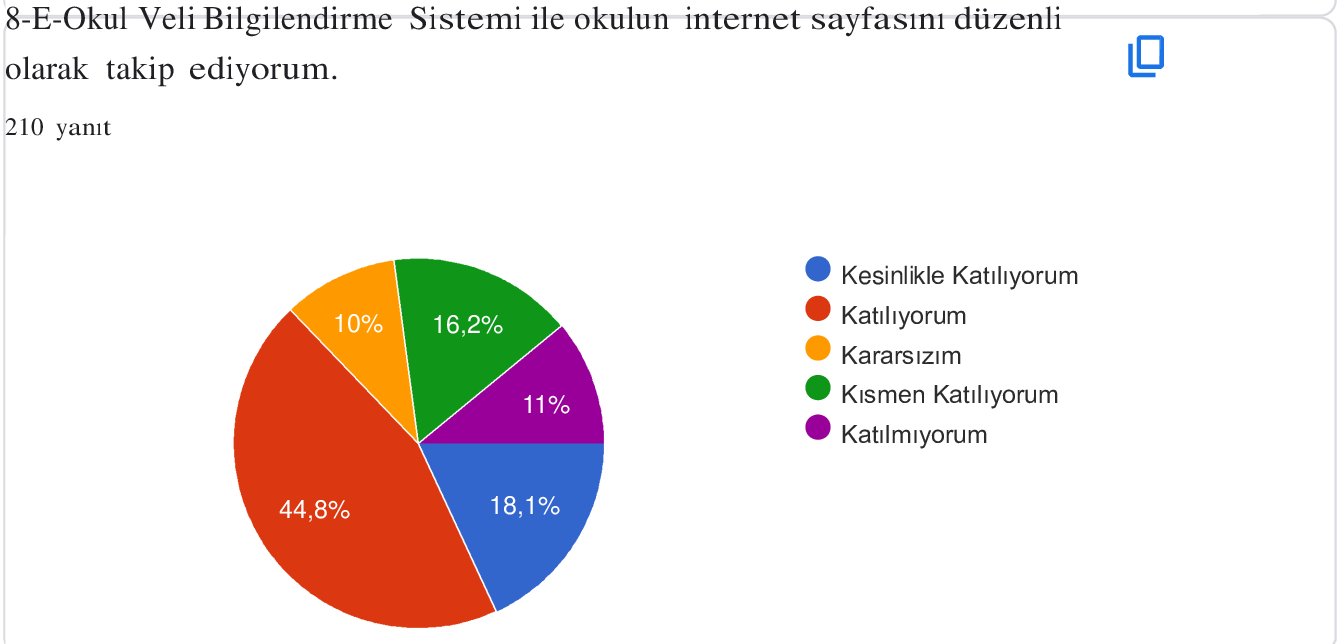 8-E-Okul Veli Bilgilendirme Sistemi ile okulun internet sayfasını düzenli
olarak takip ediyorum.
210 yanıt
Kesinlikle Katılıyorum
Katılıyorum
Kararsızım
Kısmen Katılıyorum
Katılmıyorum
10%
16,2%
11%
44,8%
18,1%